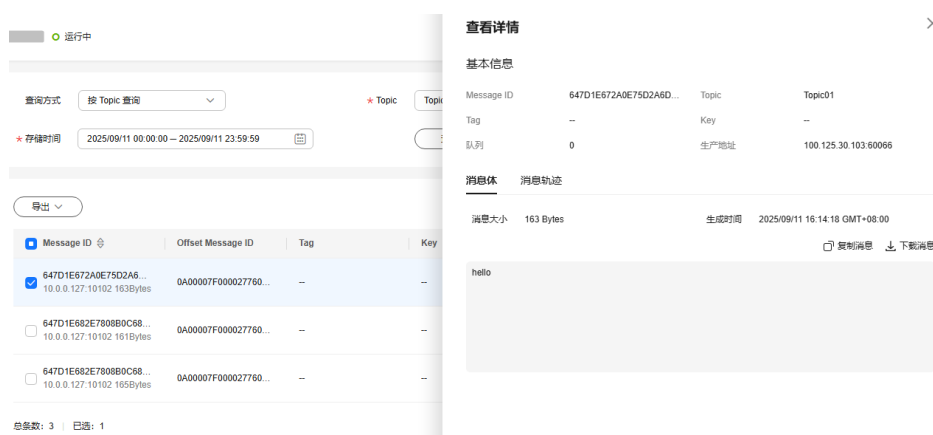 运行中
查询方式 按 Topic 查询
* Topic Topic
* 存储时间 2025/09/11 00:00:00 – 2025/09/11 23:59:59
导出
Message ID Offset Message ID Tag Key
647D1E672A0E75D2A6...
10.0.0.127:10102 163Bytes
0A00007F000027760... -- --
647D1E682E7808B0C68...
10.0.0.127:10102 161Bytes
0A00007F000027760... -- --
647D1E682E7808B0C68...
10.0.0.127:10102 165Bytes
0A00007F000027760... -- --
总条数: 3 已选: 1
查看详情
基本信息
Message ID 647D1E672A0E75D2A6D... Topic Topic01
Tag -- Key --
队列 0 生产地址 100.125.30.103:60066
消息体 消息轨迹
消息大小 163 Bytes 生成时间 2025/09/11 16:14:18 GMT+08:00
复制消息 下载消息
hello